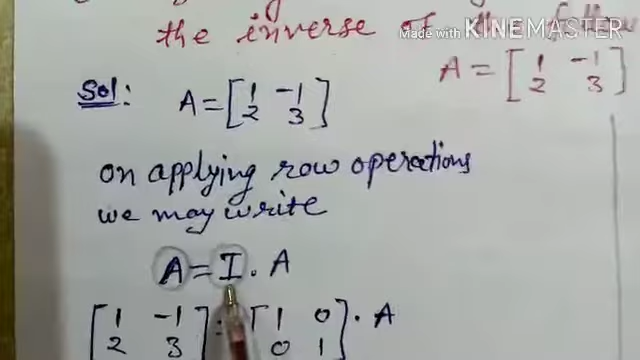 the inverse of
Made with KINEMASTER
A = [1 -1
2 3]
Sol: A = [1 -1
2 3]
on applying row operations
we may write
A = I . A
[1 -1
2 3] = [1 0
0 1] . A